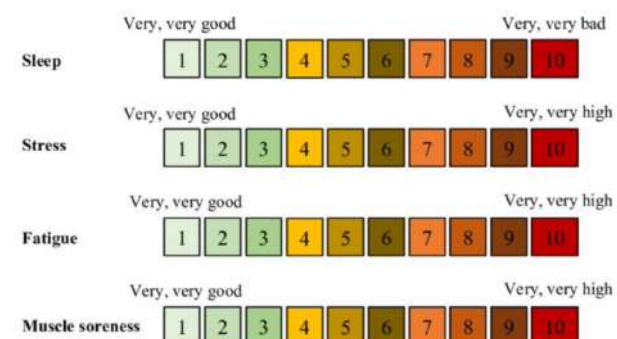 Very, very good Very, very bad
Sleep 1 2 3 4 5 6 7 8 9 10
Very, very good Very, very high
Stress 1 2 3 4 5 6 7 8 9 10
Very, very good Very, very high
Fatigue 1 2 3 4 5 6 7 8 9 10
Very, very good Very, very high
Muscle soreness 1 2 3 4 5 6 7 8 9 10